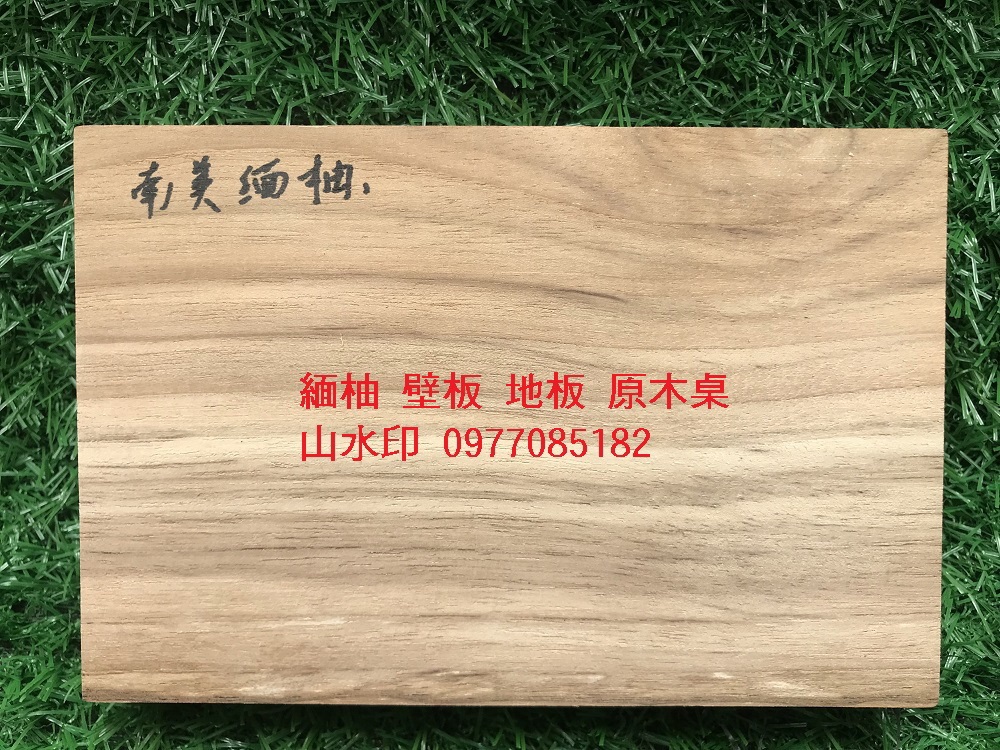 南美緬柚.
緬柚 壁板 地板 原木桌
山水印 0977085182